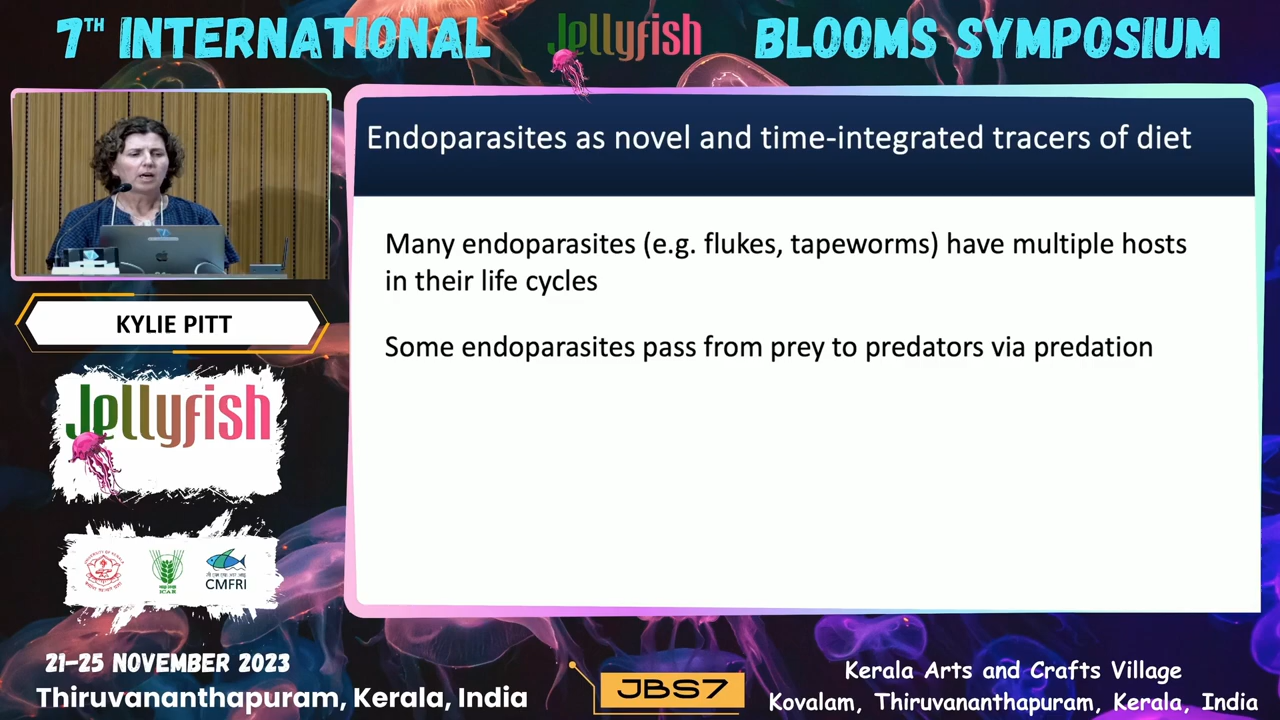 7TH INTERNATIONAL Jellyfish BLOOMS SYMPOSIUM
Endoparasites as novel and time-integrated tracers of diet
Many endoparasites (e.g. flukes, tapeworms) have multiple hosts
in their life cycles
Some endoparasites pass from prey to predators via predation
KYLIE PITT
Jellyfish
ICAR
CMFRI
21-25 NOVEMBER 2023
Thiruvananthapuram, Kerala, India
JBS7
Kerala Arts and Crafts Village
Kovalam, Thiruvananthapuram, Kerala, India